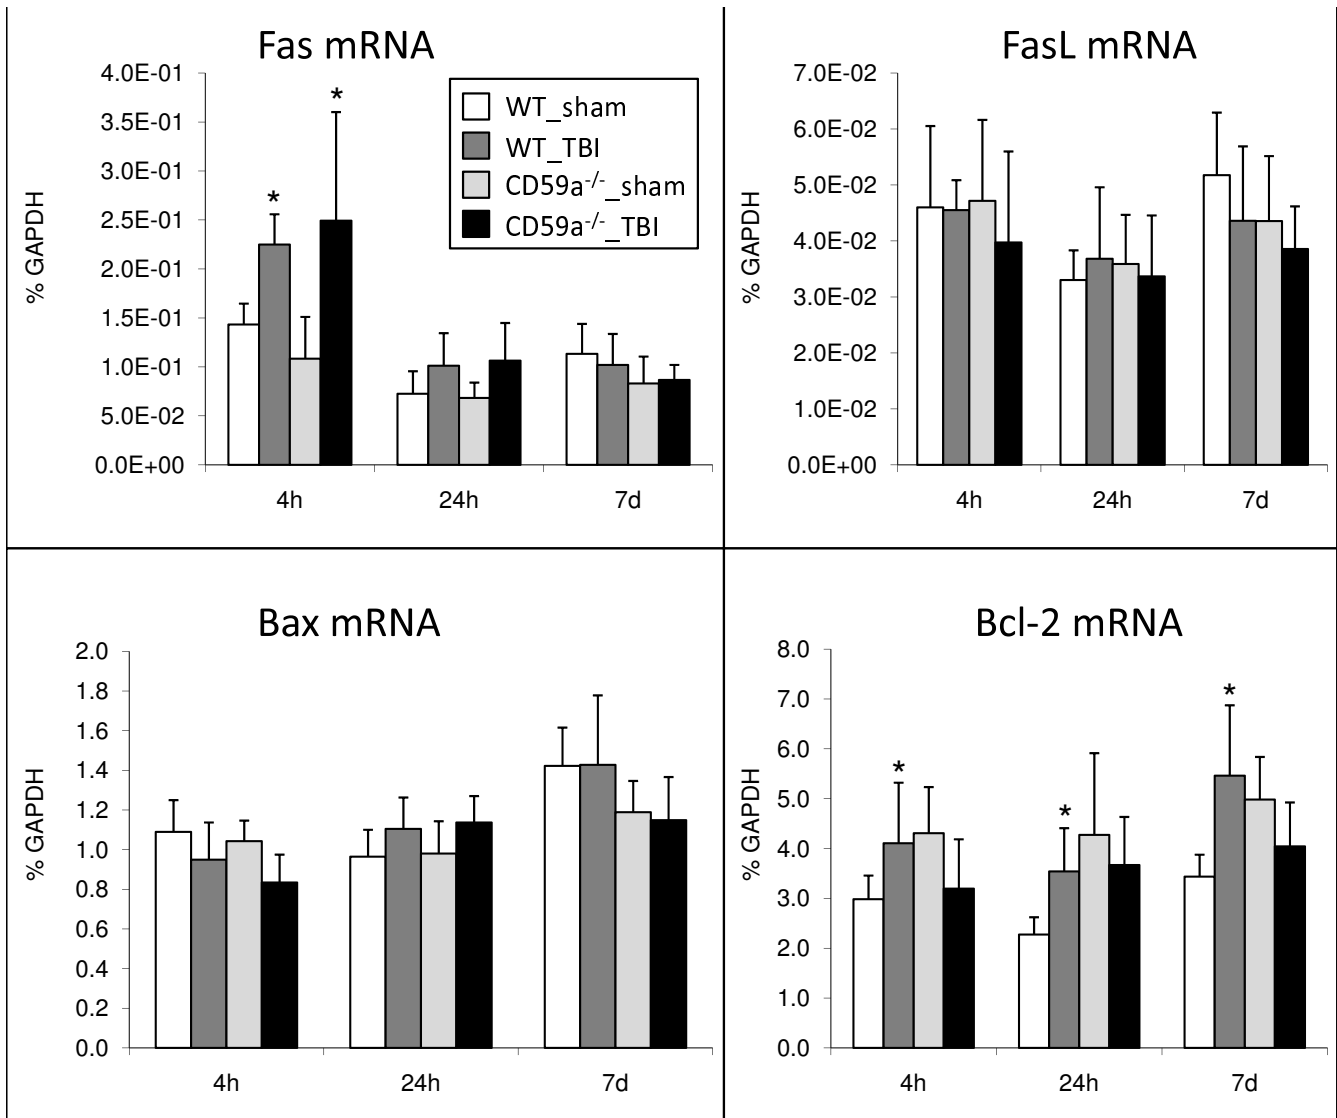 Fas mRNA
% GAPDH
4.0E-01
3.5E-01
3.0E-01
2.5E-01
2.0E-01
1.5E-01
1.0E-01
5.0E-02
0.0E+00
*
*
WT_sham
WT_TBI
CD59a-/-_sham
CD59a-/-_TBI
4h 24h 7d
FasL mRNA
% GAPDH
7.0E-02
6.0E-02
5.0E-02
4.0E-02
3.0E-02
2.0E-02
1.0E-02
0.0E+00
4h 24h 7d
Bax mRNA
% GAPDH
2.0
1.8
1.6
1.4
1.2
1.0
0.8
0.6
0.4
0.2
0.0
4h 24h 7d
Bcl-2 mRNA
% GAPDH
8.0
7.0
6.0
5.0
4.0
3.0
2.0
1.0
0.0
*
*
*
4h 24h 7d